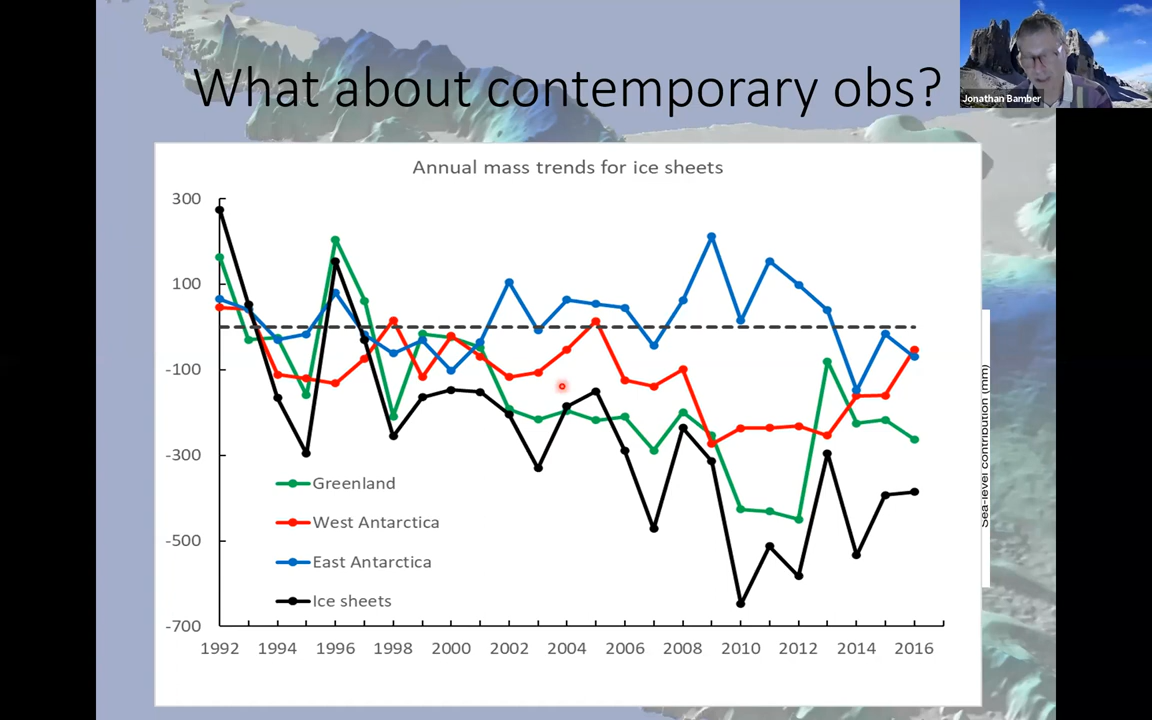 What about contemporary obs?
Jonathan Bamber
Annual mass trends for ice sheets
300
100
-100
-300
-500
-700
Greenland
West Antarctica
East Antarctica
Ice sheets
1992 1994 1996 1998 2000 2002 2004 2006 2008 2010 2012 2014 2016
Sea-level contribution (mm)